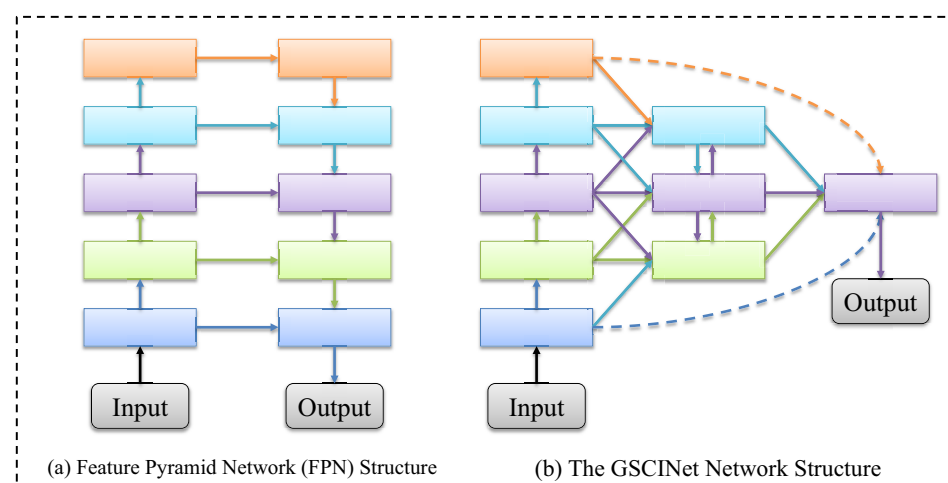 Output
Input
Output
Input
(a) Feature Pyramid Network (FPN) Structure
(b) The GSCINet Network Structure